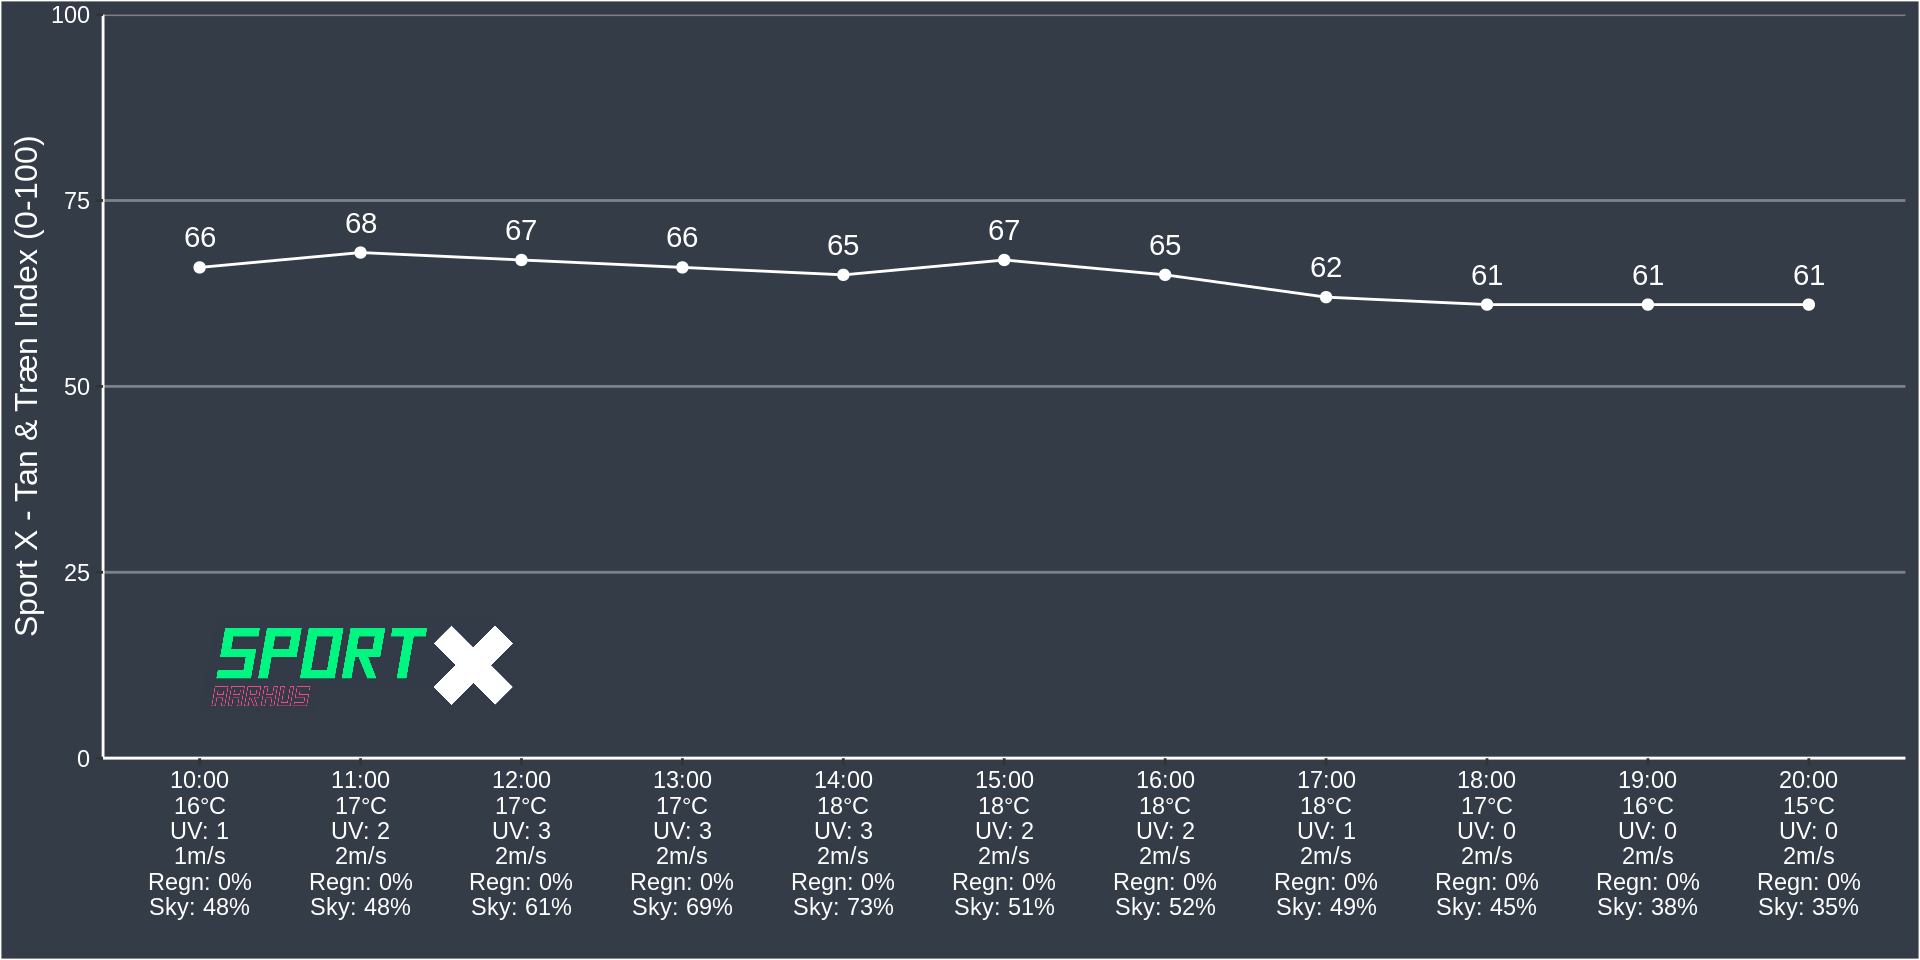 Sport X - Tan & Træn Index (0-100)
100
75
50
25
0
66 68 67 66 65 67 65 62 61 61 61
SPORT X
AARHUS
10:00 11:00 12:00 13:00 14:00 15:00 16:00 17:00 18:00 19:00 20:00
16°C 17°C 17°C 17°C 18°C 18°C 18°C 18°C 17°C 16°C 15°C
UV: 1 UV: 2 UV: 3 UV: 3 UV: 3 UV: 2 UV: 2 UV: 1 UV: 0 UV: 0 UV: 0
1m/s 2m/s 2m/s 2m/s 2m/s 2m/s 2m/s 2m/s 2m/s 2m/s 2m/s
Regn: 0% Regn: 0% Regn: 0% Regn: 0% Regn: 0% Regn: 0% Regn: 0% Regn: 0% Regn: 0% Regn: 0% Regn: 0%
Sky: 48% Sky: 48% Sky: 61% Sky: 69% Sky: 73% Sky: 51% Sky: 52% Sky: 49% Sky: 45% Sky: 38% Sky: 35%